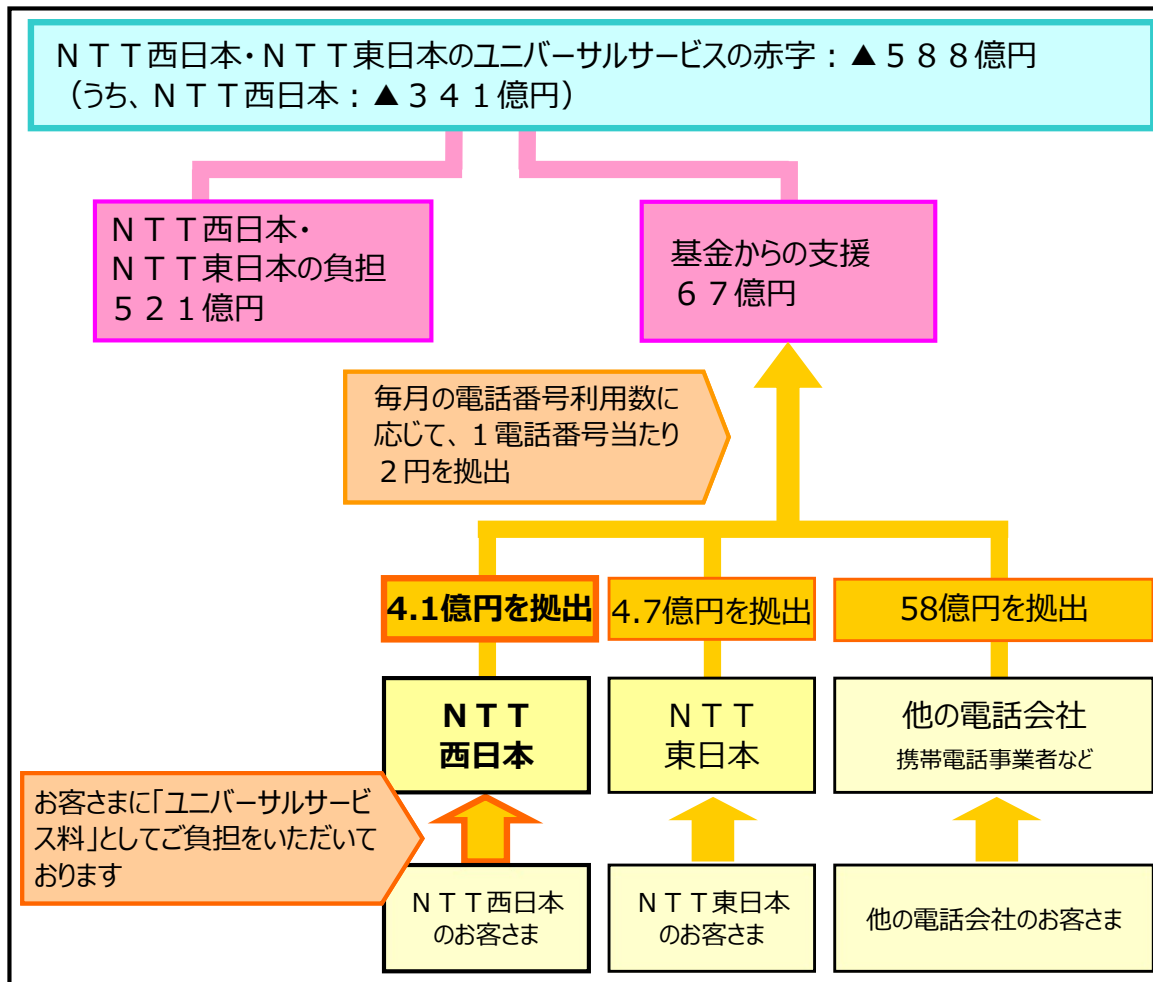 ＮＴＴ西日本・ＮＴＴ東日本のユニバーサルサービスの赤字：▲５８８億円
（うち、ＮＴＴ西日本：▲３４１億円）
ＮＴＴ西日本・
ＮＴＴ東日本の負担
５２１億円
基金からの支援
６７億円
毎月の電話番号利用数に
応じて、１電話番号当たり
２円を拠出
4.1億円を拠出
4.7億円を拠出
58億円を拠出
ＮＴＴ
西日本
ＮＴＴ
東日本
他の電話会社
携帯電話事業者など
お客さまに「ユニバーサルサービ
ス料」としてご負担をいただいて
おります
ＮＴＴ西日本
のお客さま
ＮＴＴ東日本
のお客さま
他の電話会社のお客さま